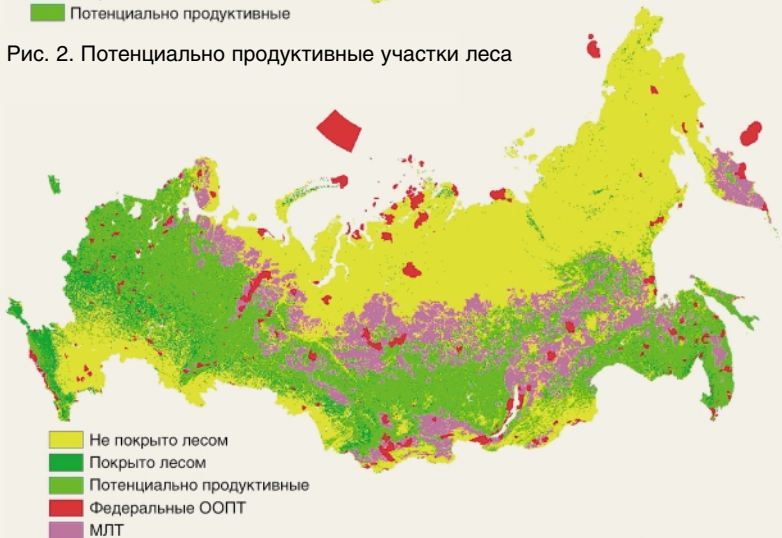 Потенциально продуктивные
Рис. 2. Потенциально продуктивные участки леса
Не покрыто лесом
Покрыто лесом
Потенциально продуктивные
Федеральные ООПТ
МЛТ